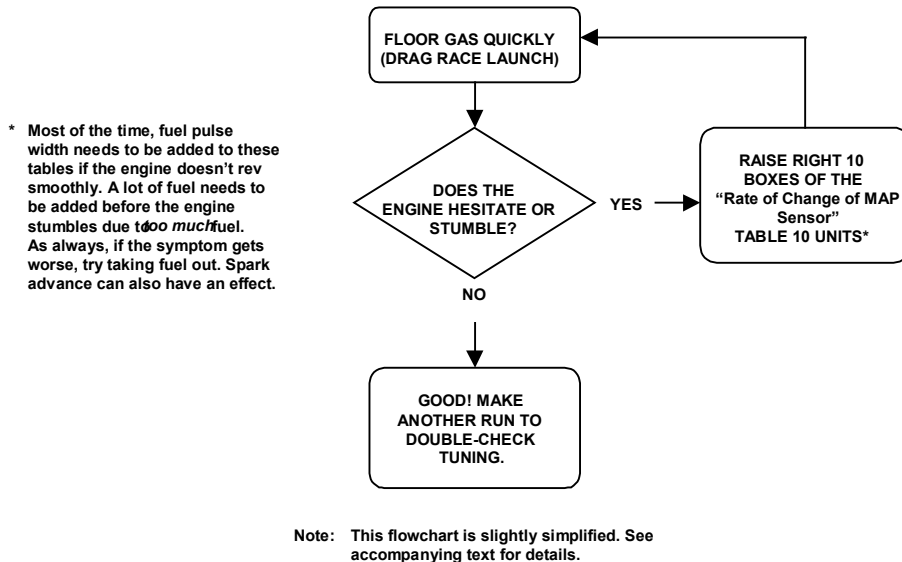 FLOOR GAS QUICKLY
(DRAG RACE LAUNCH)
* Most of the time, fuel pulse
width needs to be added to these
tables if the engine doesn't rev
smoothly. A lot of fuel needs to
be added before the engine
stumbles due to too much fuel.
As always, if the symptom gets
worse, try taking fuel out. Spark
advance can also have an effect.
DOES THE
ENGINE HESITATE OR
STUMBLE?
YES
RAISE RIGHT 10
BOXES OF THE
“Rate of Change of MAP
Sensor”
TABLE 10 UNITS*
NO
GOOD! MAKE
ANOTHER RUN TO
DOUBLE-CHECK
TUNING.
Note: This flowchart is slightly simplified. See
accompanying text for details.